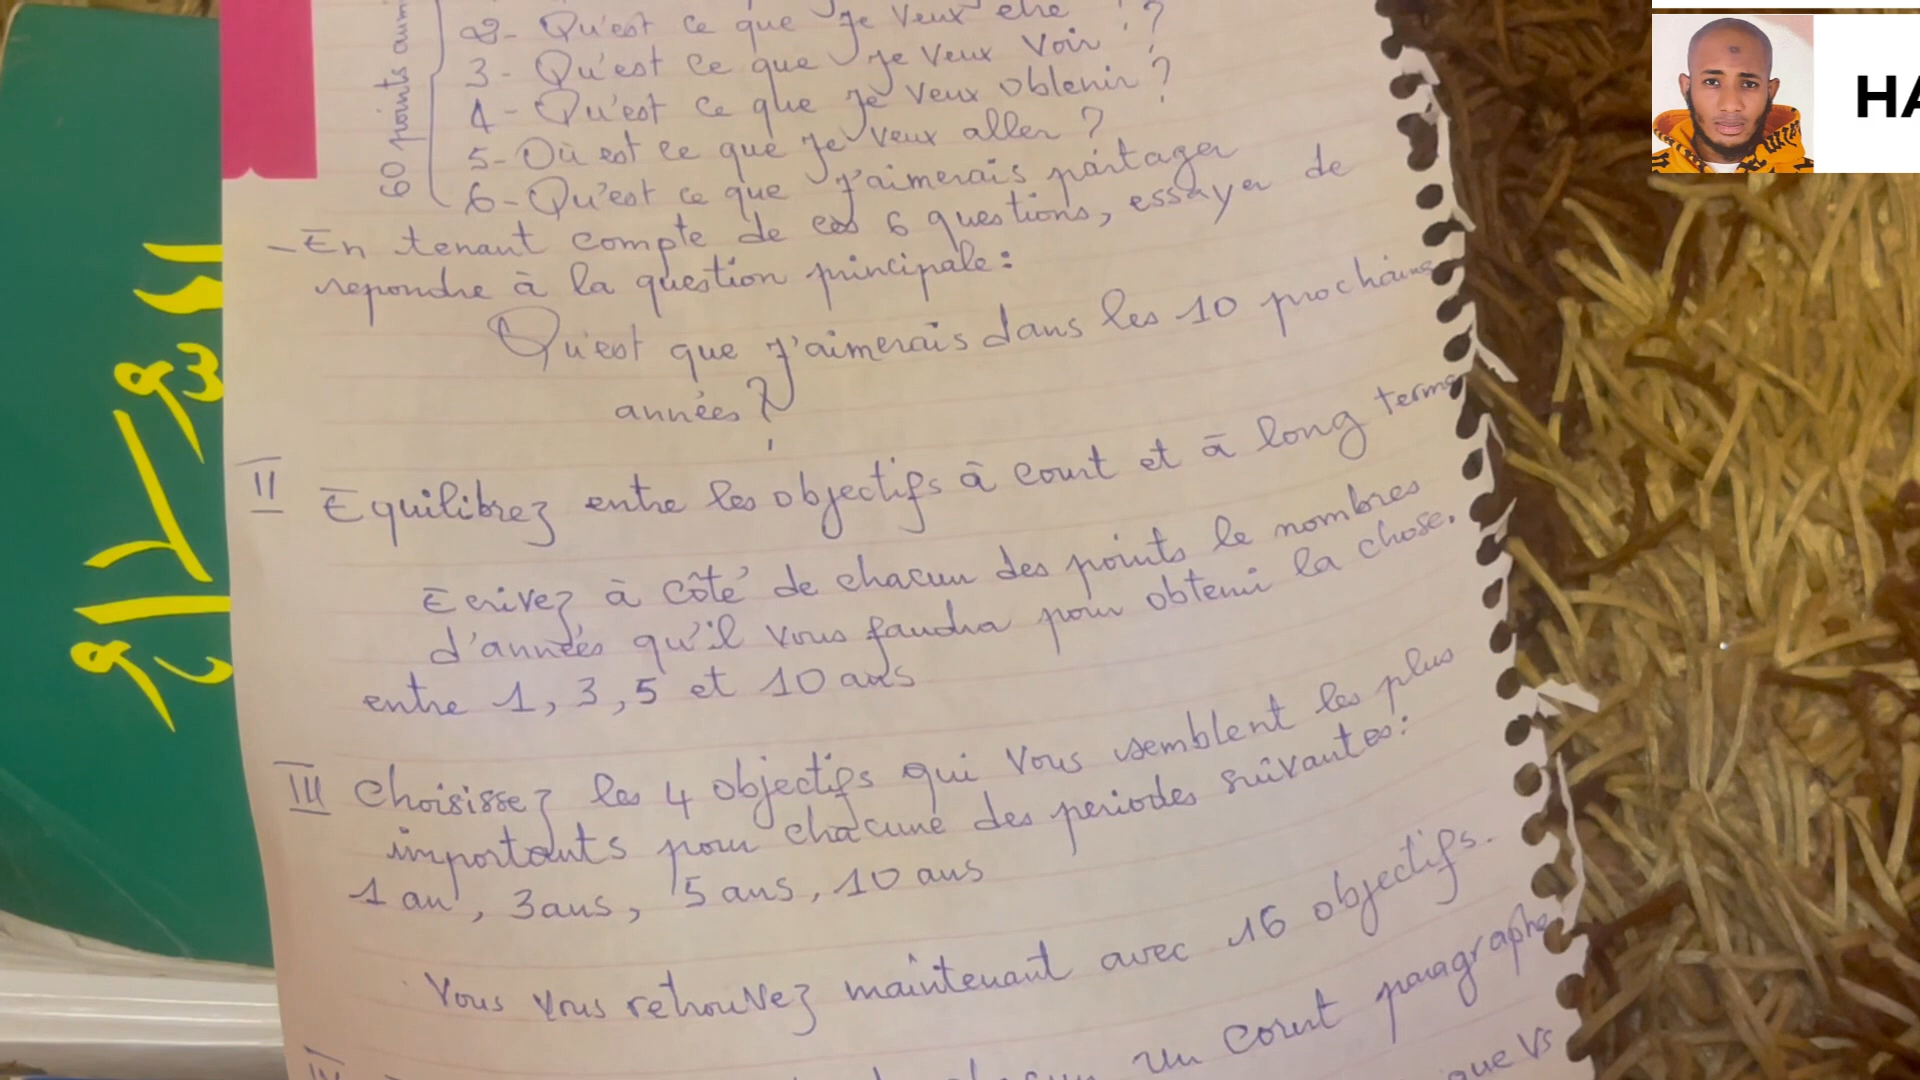 60 points
2- Qu'est ce que je veux être ?
3- Qu'est ce que je veux voir ?
4- Qu'est ce que je veux obtenir ?
5- Où est ce que je veux aller ?
6- Qu'est ce que j'aimerais partager
- En tenant compte de ces 6 questions, essayer de
repondre à la question principale :
Qu'est que j'aimerais dans les 10 prochaines
années ?
II Equilibrez entre les objectifs à court et à long terme
Ecrivez à côté de chacun des points le nombres
d'années qu'il vous faudra pour obtenir la chose.
entre 1, 3, 5 et 10 ans
III Choisissez les 4 objectifs qui vous semblent les plus
importants pour chacune des periodes suivantes :
1 an, 3ans, 5 ans, 10 ans
Vous vous retrouvez maintenant avec 16 objectifs.
IV
un court paragraphe
que vs
HA